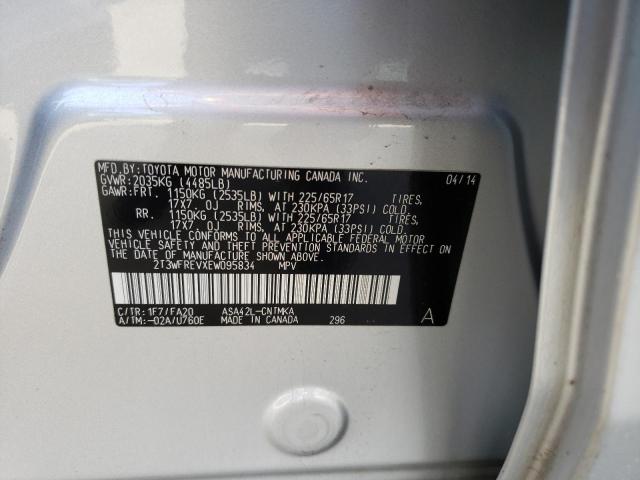 MFD.BY:TOYOTA MOTOR MANUFACTURING CANADA INC. 04/14
GVWR:2035KG (4485LB)
GAWR:FRT. 1150KG (2535LB) WITH 225/65R17 TIRES,
17X7. 0J RIMS, AT 230KPA (33PSI) COLD.
RR. 1150KG (2535LB) WITH 225/65R17 TIRES,
17X7. 0J RIMS, AT 230KPA (33PSI) COLD.
THIS VEHICLE CONFORMS TO ALL APPLICABLE FEDERAL MOTOR
VEHICLE SAFETY AND THEFT PREVENTION STANDARDS IN EFFECT ON
THE DATE OF MANUFACTURE SHOWN ABOVE.
2T3WFREVXEW095834 MPV
C/TR:1F7/FA20 ASA42L-CNTMKA
A/TM:-02A/U760E MADE IN CANADA 296 A